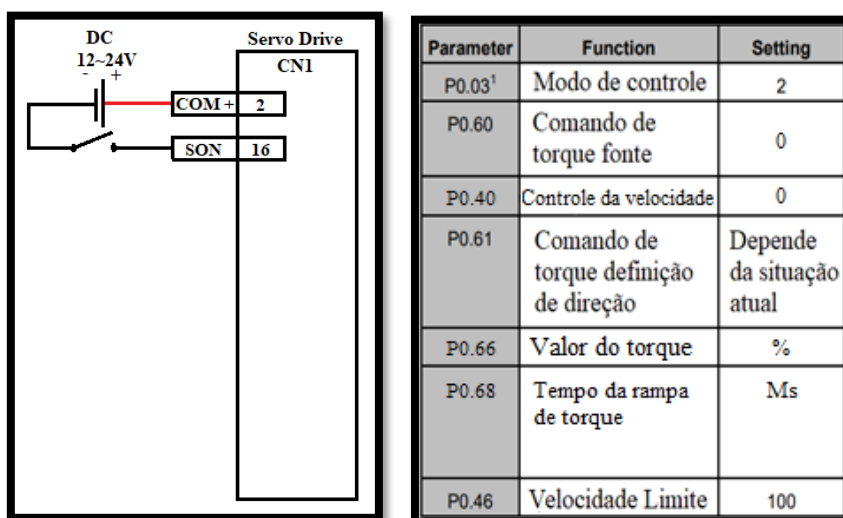 DC
12~24V
- +
Servo Drive
CN1
COM + 2
SON 16
Parameter Function Setting
P0.03¹ Modo de controle 2
P0.60 Comando de
torque fonte 0
P0.40 Controle da velocidade 0
P0.61 Comando de Depende
torque definição da situação
de direção atual
P0.66 Valor do torque %
P0.68 Tempo da rampa Ms
de torque
P0.46 Velocidade Limite 100